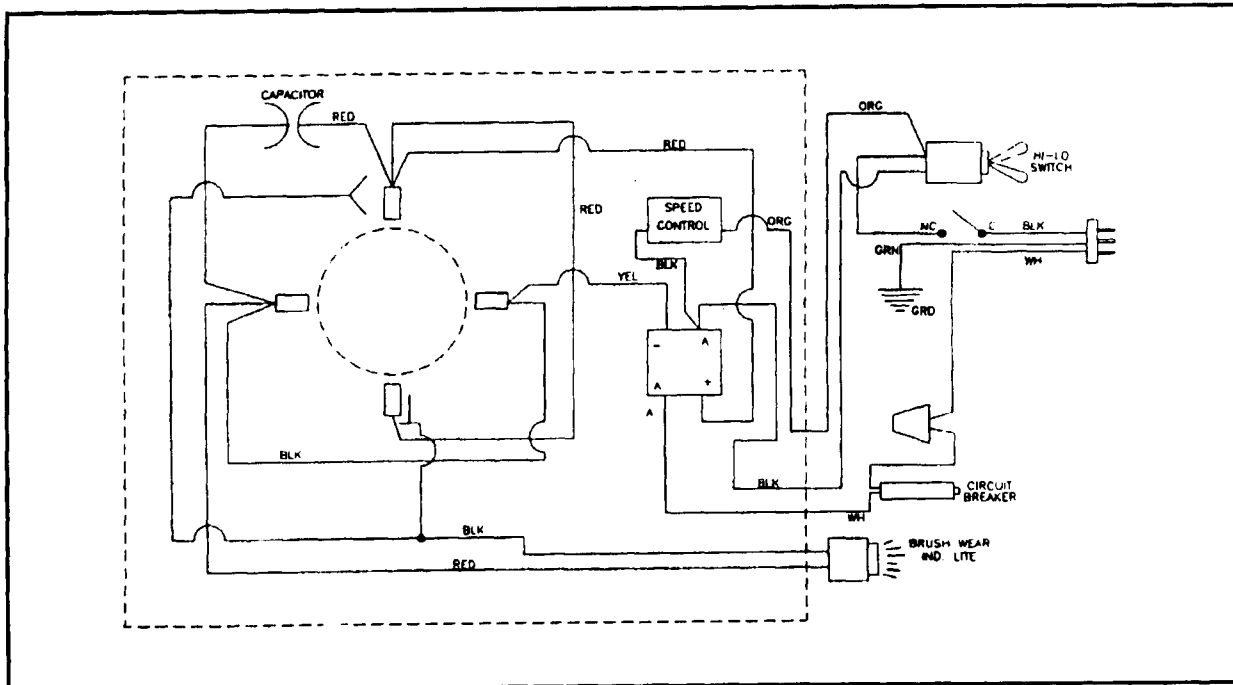 CAPACITOR
RED
ORG
RED
HI-LO
SWITCH
SPEED
CONTROL
RED
ORG
NC
C
BLK
GRN
BLK
WH
YEL
GRD
-
A
A
+
A
BLK
BLK
CIRCUIT
BREAKER
WH
BLK
BRUSH WEAR
IND. LITE
RED